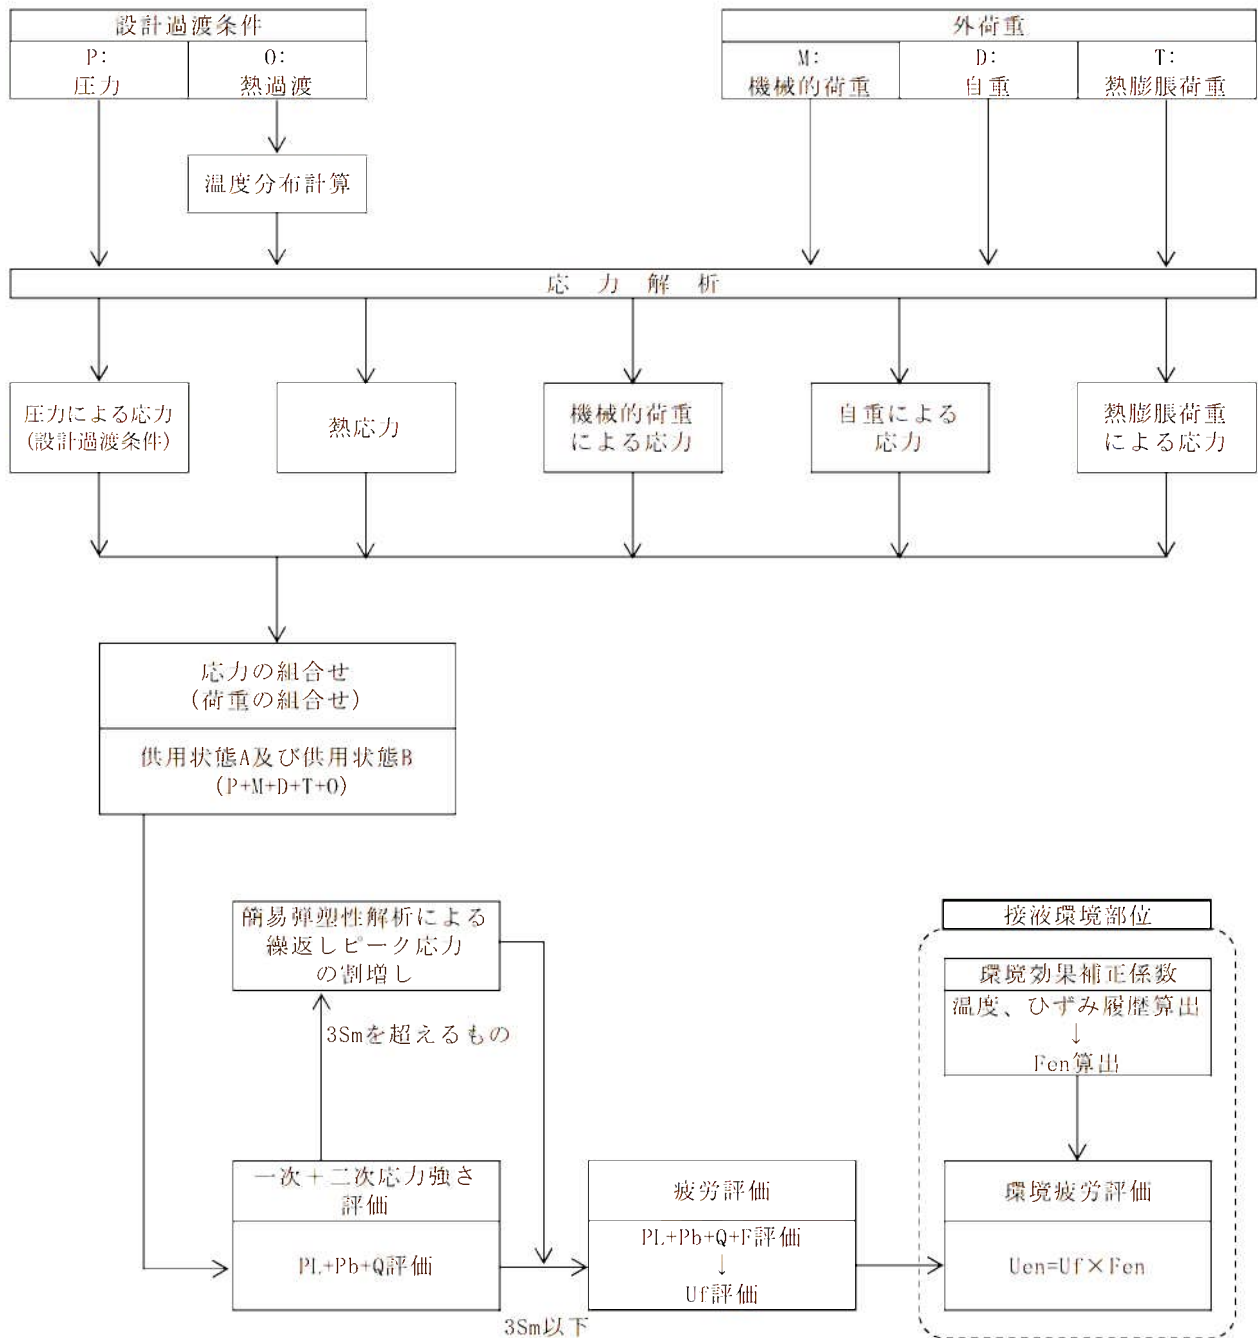 設計過渡条件
P:
圧力
O:
熱過渡
外荷重
M:
機械的荷重
D:
自重
T:
熱膨脹荷重
温度分布計算
応力解析
圧力による応力
(設計過渡条件)
熱応力
機械的荷重
による応力
自重による
応力
熱膨脹荷重
による応力
応力の組合せ
(荷重の組合せ)
供用状態A及び供用状態B
(P+M+D+T+O)
簡易弾塑性解析による
繰返しピーク応力
の割増し
3Smを超えるもの
接液環境部位
環境効果補正係数
温度、ひずみ履歴算出
↓
Fen算出
一次+二次応力強さ
評価
PL+Pb+Q評価
3Sm以下
疲労評価
PL+Pb+Q+F評価
↓
Uf評価
環境疲労評価
Uen=Uf×Fen